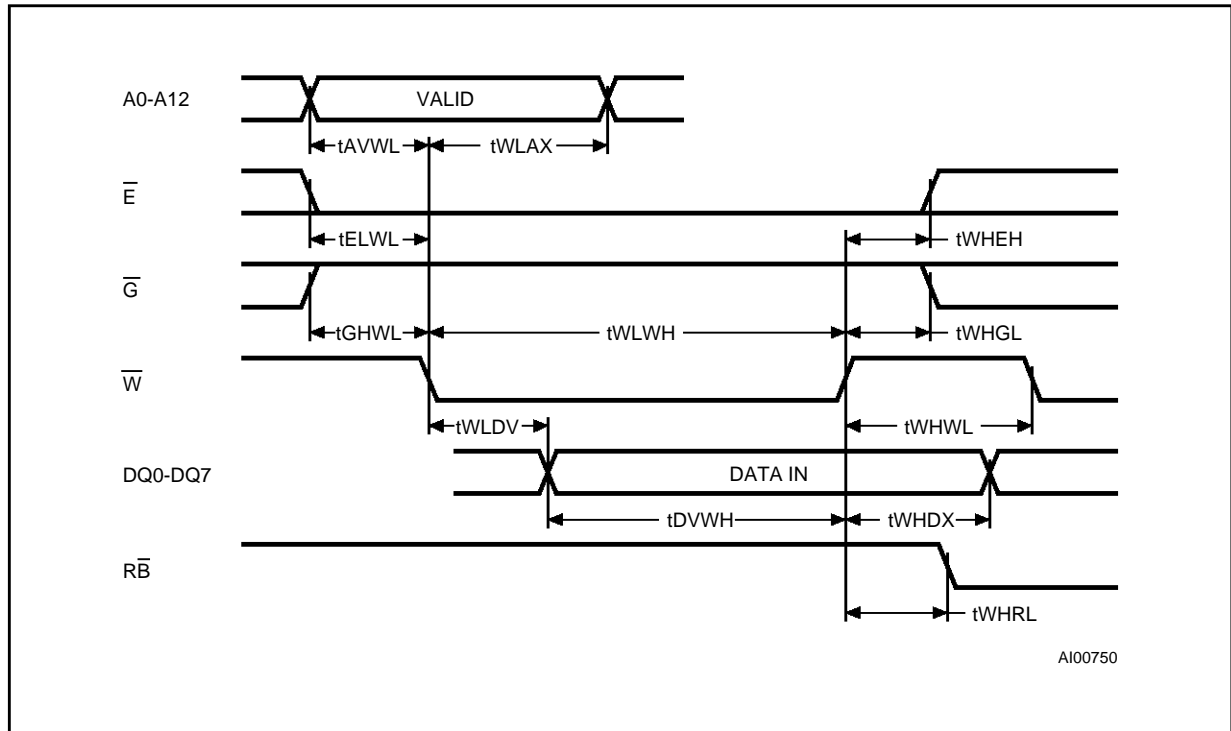 A0-A12
VALID
tAVWL
tWLAX
E̅
tELWL
tWHEH
G̅
tGHWL
tWLWH
tWHGL
W̅
tWLDV
tWHWL
DQ0-DQ7
DATA IN
tDVWH
tWHDX
RB̅
tWHRL
AI00750